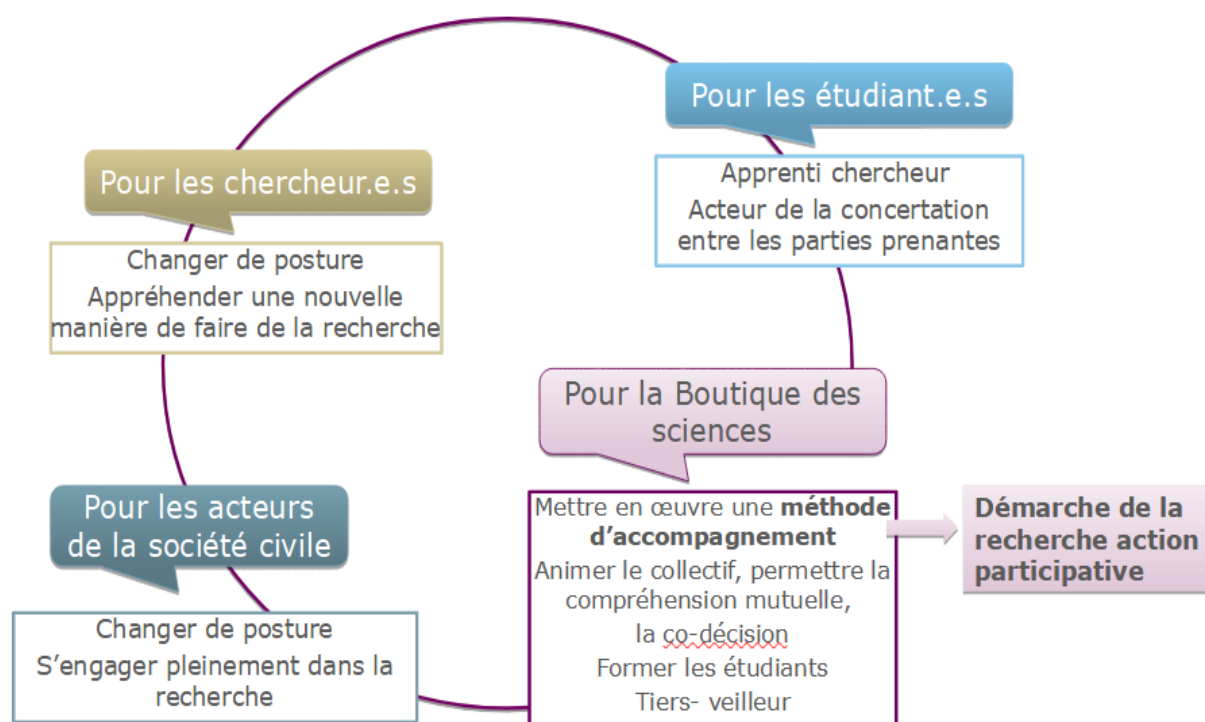 Pour les étudiant.e.s
Apprenti chercheur
Acteur de la concertation
entre les parties prenantes
Pour les chercheur.e.s
Changer de posture
Appréhender une nouvelle
manière de faire de la recherche
Pour la Boutique des
sciences
Mettre en œuvre une méthode
d’accompagnement
Animer le collectif, permettre la
compréhension mutuelle,
la co-décision
Former les étudiants
Tiers- veilleur
Démarche de la
recherche action
participative
Pour les acteurs
de la société civile
Changer de posture
S’engager pleinement dans la
recherche